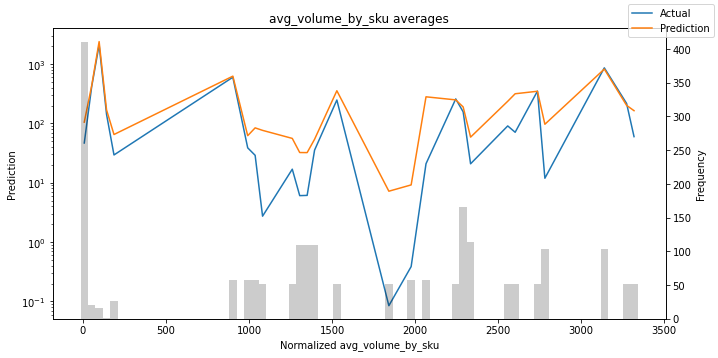 avg_volume_by_sku averages
Actual
Prediction
10³
10²
10¹
10⁰
10⁻¹
Prediction
400
350
300
250
200
150
100
50
0
Frequency
0 500 1000 1500 2000 2500 3000 3500
Normalized avg_volume_by_sku